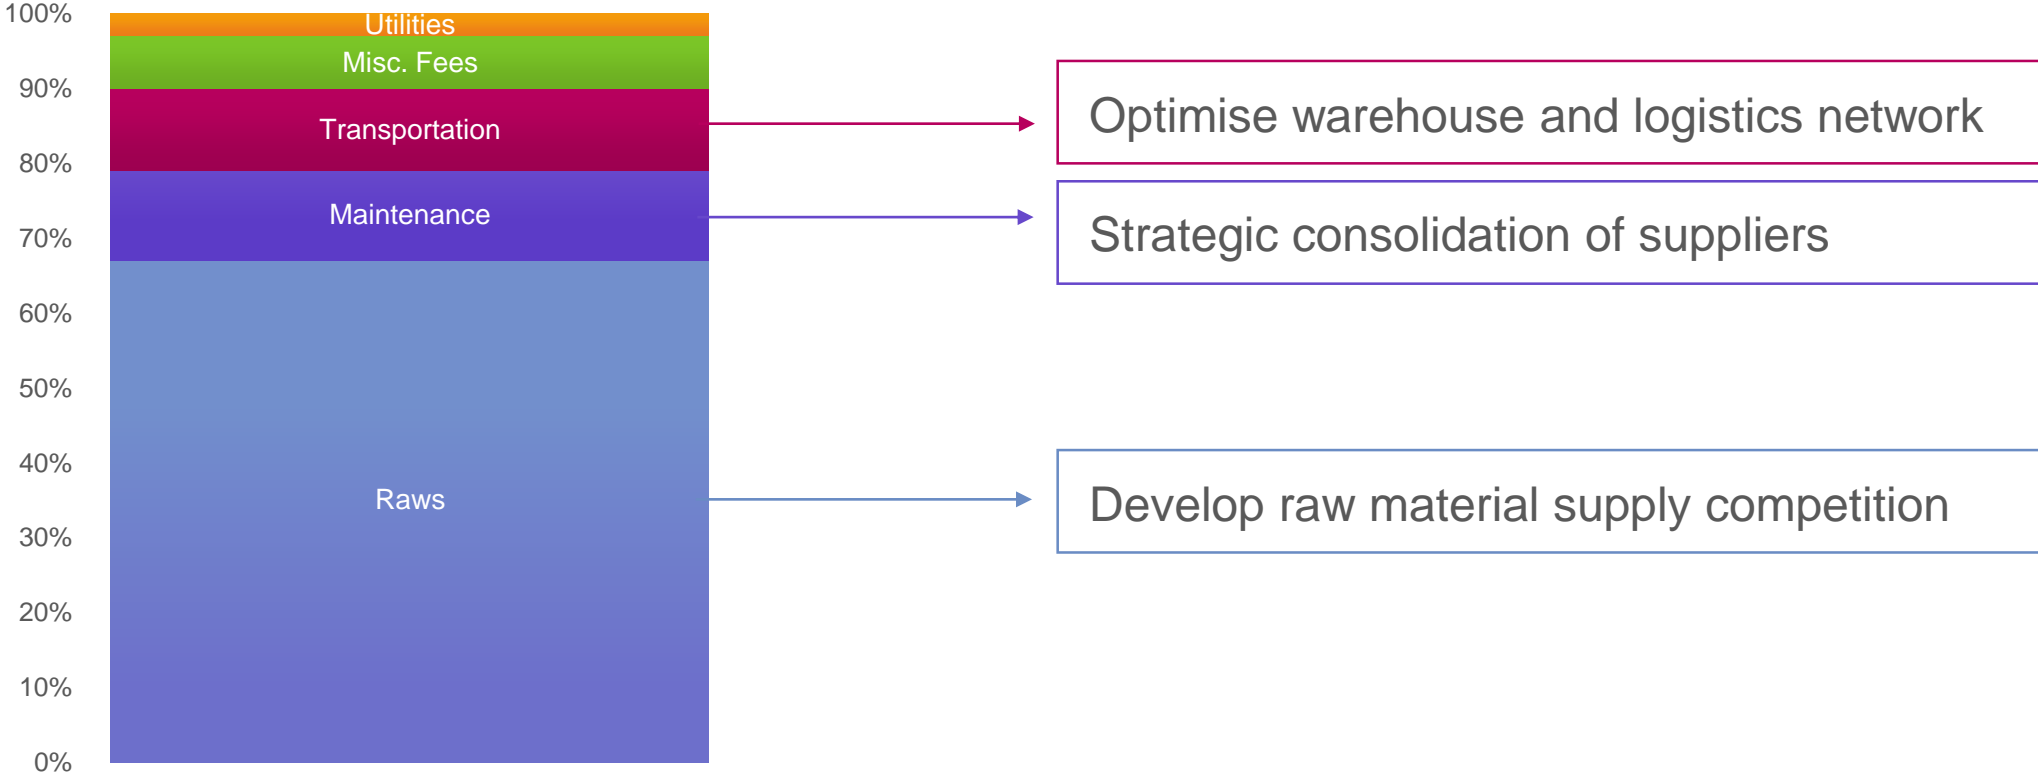 100%
90%
80%
70%
60%
50%
40%
30%
20%
10%
0%
Utilities
Misc. Fees
Transportation
Maintenance
Raws
Optimise warehouse and logistics network
Strategic consolidation of suppliers
Develop raw material supply competition